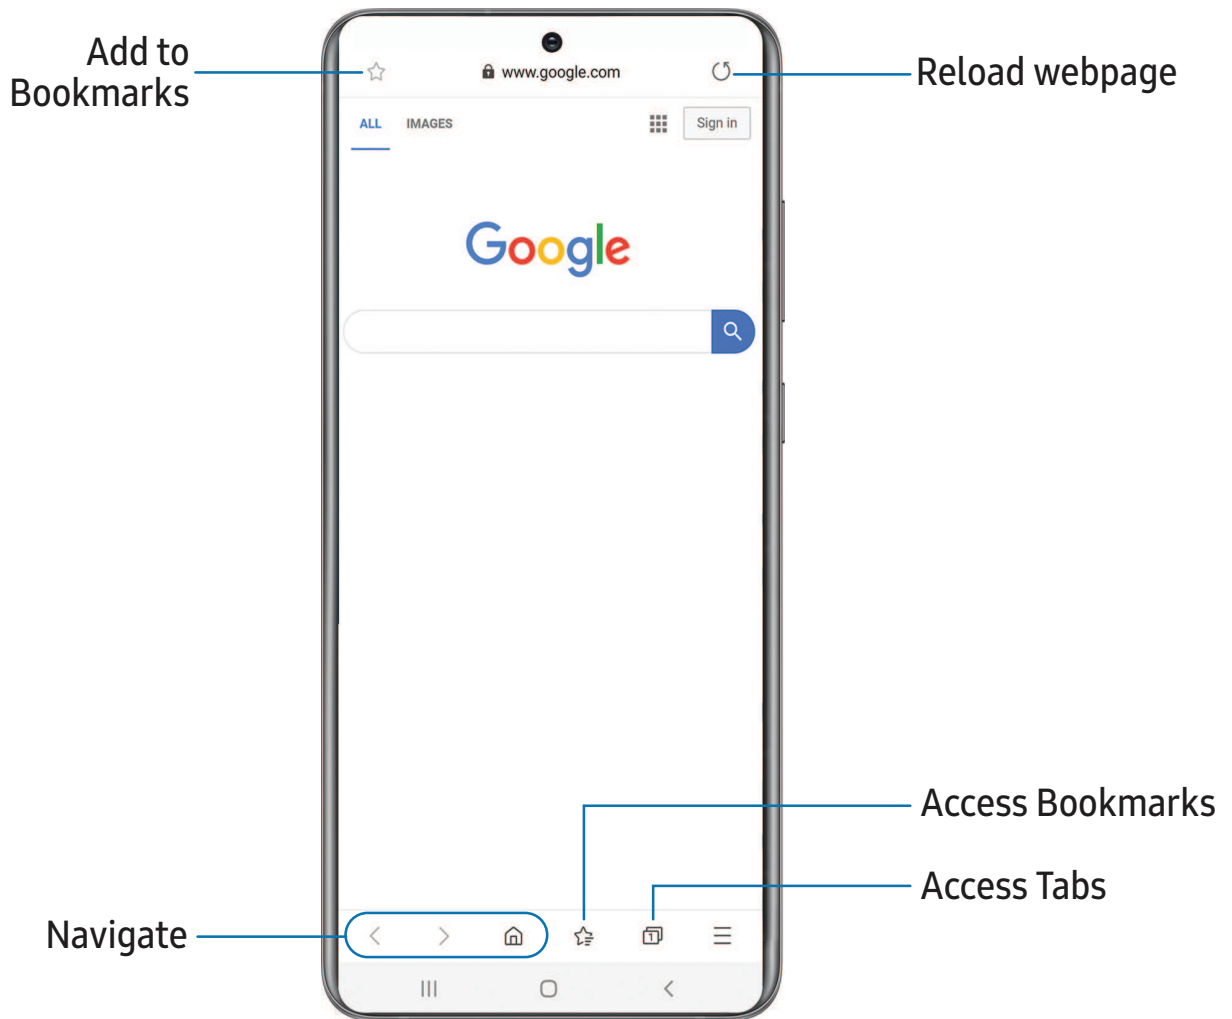 Add to
Bookmarks
www.google.com
Reload webpage
ALL IMAGES Sign in
Google
Access Bookmarks
Access Tabs
Navigate
1